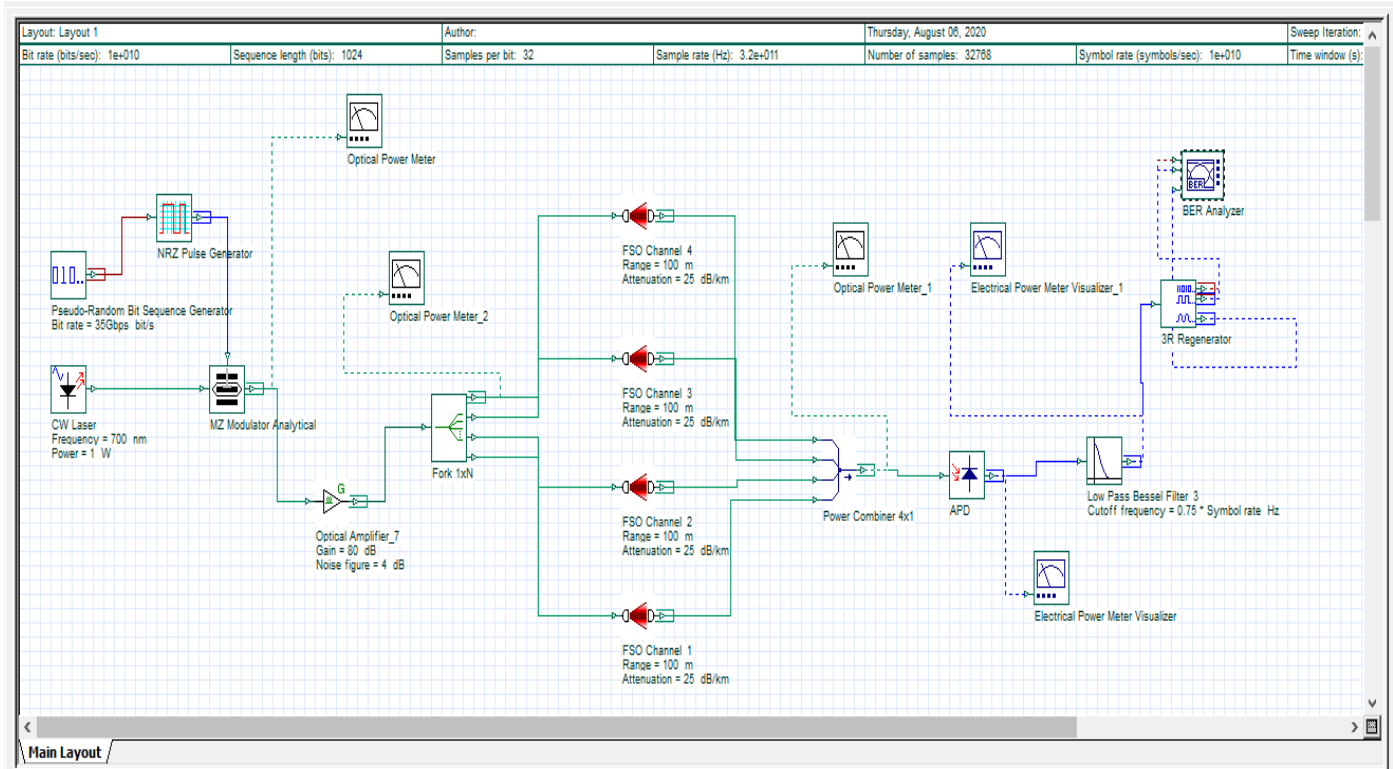 Layout: Layout 1
Author:
Thursday, August 06, 2020
Sweep Iteration:
Bit rate (bits/sec): 1e+010
Sequence length (bits): 1024
Samples per bit: 32
Sample rate (Hz): 3.2e+011
Number of samples: 32768
Symbol rate (symbols/sec): 1e+010
Time window (s):
Optical Power Meter
NRZ Pulse Generator
Pseudo-Random Bit Sequence Generator
Bit rate = 35Gbps bit/s
CW Laser
Frequency = 700 nm
Power = 1 W
MZ Modulator Analytical
Optical Power Meter_2
Fork 1xN
G
Optical Amplifier_7
Gain = 80 dB
Noise figure = 4 dB
FSO Channel 4
Range = 100 m
Attenuation = 25 dB/km
FSO Channel 3
Range = 100 m
Attenuation = 25 dB/km
FSO Channel 2
Range = 100 m
Attenuation = 25 dB/km
FSO Channel 1
Range = 100 m
Attenuation = 25 dB/km
Optical Power Meter_1
Electrical Power Meter Visualizer_1
BER
BER Analyzer
3R Regenerator
Power Combiner 4x1
APD
Low Pass Bessel Filter 3
Cutoff frequency = 0.75 * Symbol rate Hz
Electrical Power Meter Visualizer
Main Layout